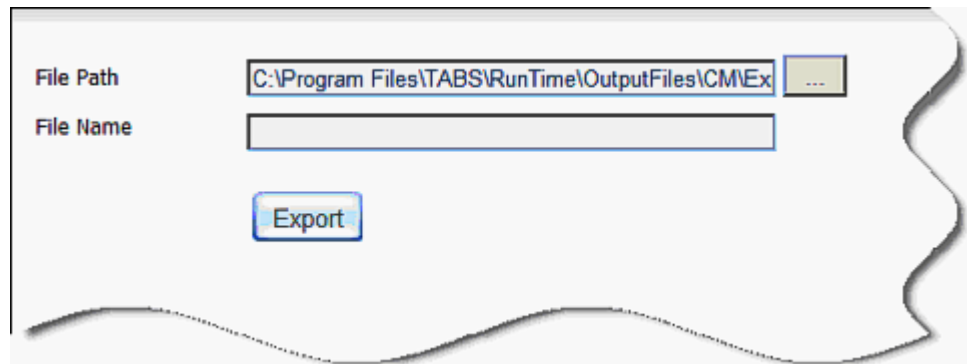 File Path C:\Program Files\TABS\RunTime\OutputFiles\CM\Ex ...
File Name
Export